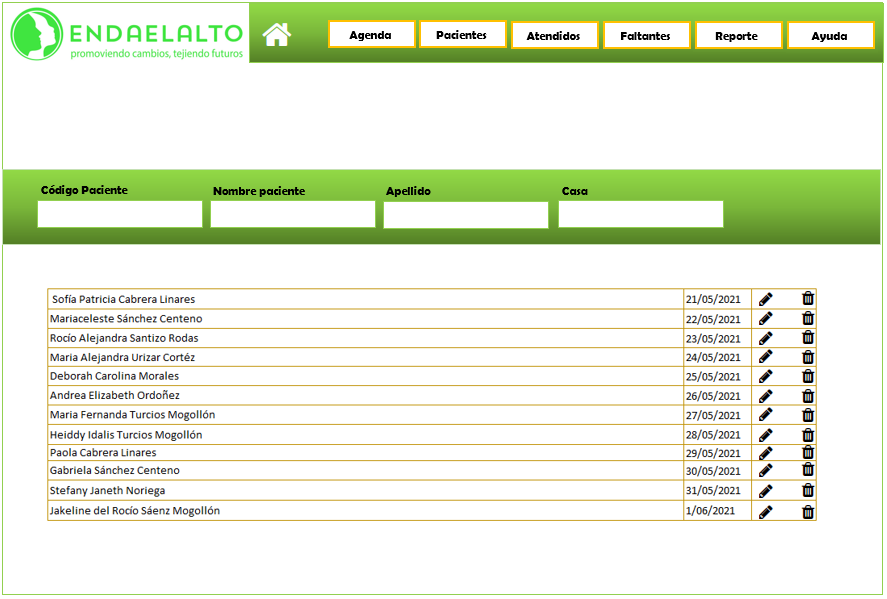 ENDAELALTO
promoviendo cambios, tejiendo futuros
Agenda
Pacientes
Atendidos
Faltantes
Reporte
Ayuda
Código Paciente
Nombre paciente
Apellido
Casa
Sofía Patricia Cabrera Linares 21/05/2021
Mariaceleste Sánchez Centeno 22/05/2021
Rocío Alejandra Santizo Rodas 23/05/2021
Maria Alejandra Urizar Cortéz 24/05/2021
Deborah Carolina Morales 25/05/2021
Andrea Elizabeth Ordoñez 26/05/2021
Maria Fernanda Turcios Mogollón 27/05/2021
Heiddy Idalis Turcios Mogollón 28/05/2021
Paola Cabrera Linares 29/05/2021
Gabriela Sánchez Centeno 30/05/2021
Stefany Janeth Noriega 31/05/2021
Jakeline del Rocío Sáenz Mogollón 1/06/2021